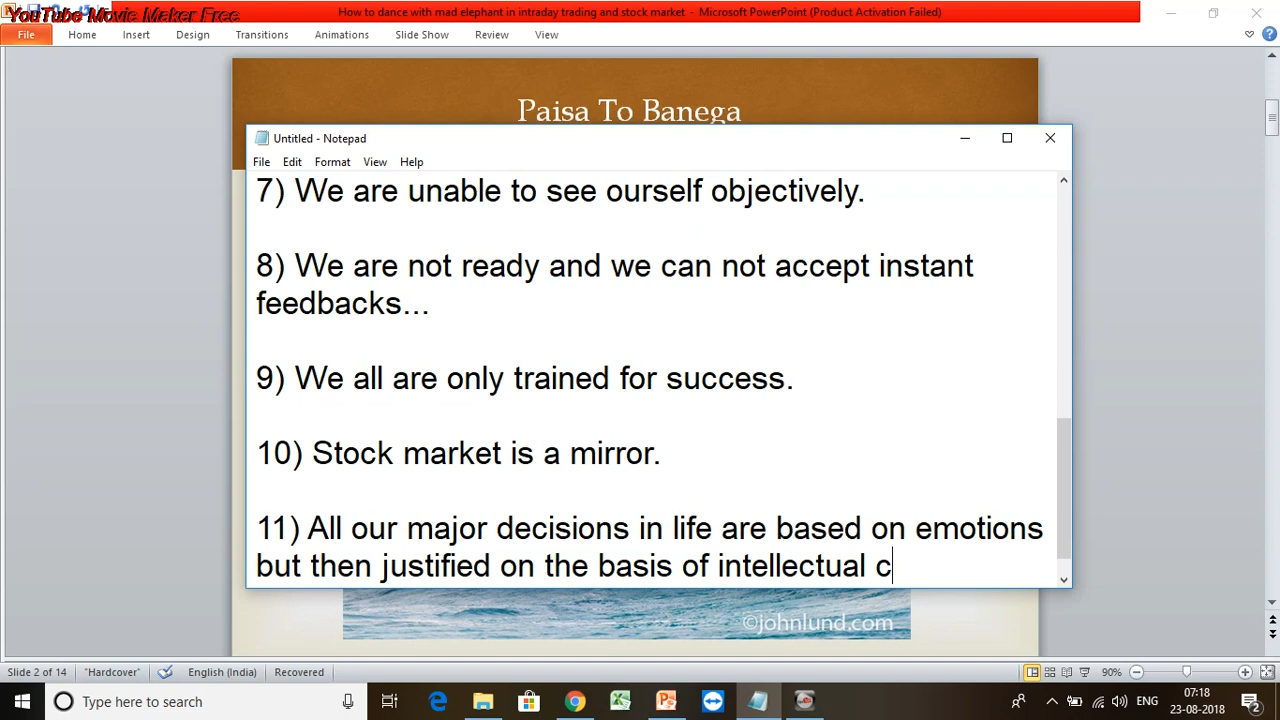 YouTube Movie Maker Free
How to dance with mad elephant in intraday trading and stock market - Microsoft PowerPoint (Product Activation Failed)
File Home Insert Design Transitions Animations Slide Show Review View
Paisa To Banega
Untitled - Notepad
File Edit Format View Help
7) We are unable to see ourself objectively.
8) We are not ready and we can not accept instant
feedbacks...
9) We all are only trained for success.
10) Stock market is a mirror.
11) All our major decisions in life are based on emotions
but then justified on the basis of intellectual c
©johnlund.com
Slide 2 of 14 "Hardcover" English (India) Recovered 90%
Type here to search
ENG
07:18
23-08-2018
2